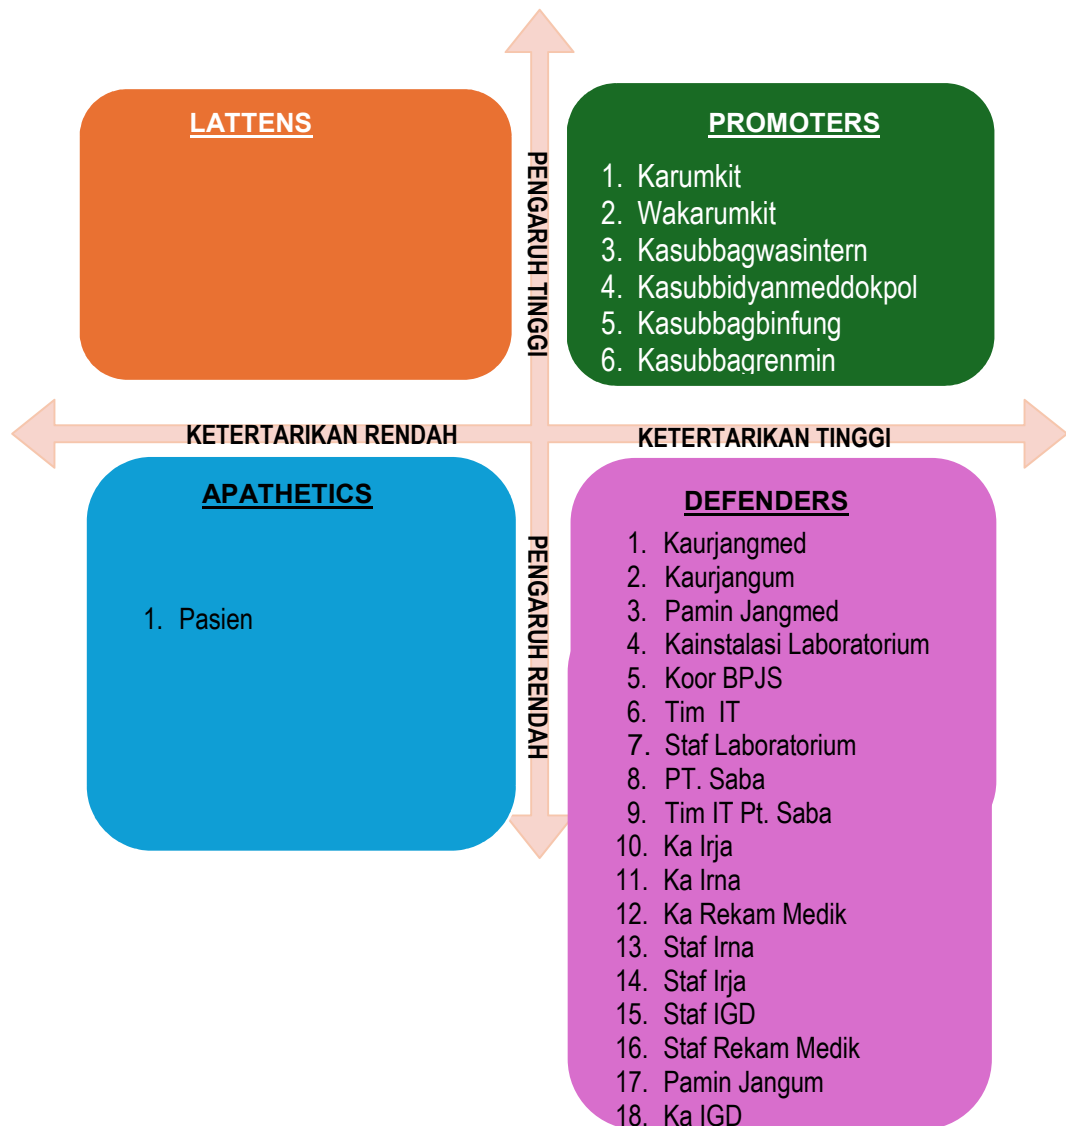 LATTENS
PROMOTERS
1. Karumkit
2. Wakarumkit
3. Kasubbagwasintern
4. Kasubbidyanmeddokpol
5. Kasubbagbinfung
6. Kasubbagrenmin
PENGARUH TINGGI
KETERTARIKAN RENDAH
KETERTARIKAN TINGGI
APATHETICS
1. Pasien
PENGARUH RENDAH
DEFENDERS
1. Kaurjangmed
2. Kaurjangum
3. Pamin Jangmed
4. Kainstalasi Laboratorium
5. Koor BPJS
6. Tim IT
7. Staf Laboratorium
8. PT. Saba
9. Tim IT Pt. Saba
10. Ka Irja
11. Ka Irna
12. Ka Rekam Medik
13. Staf Irna
14. Staf Irja
15. Staf IGD
16. Staf Rekam Medik
17. Pamin Jangum
18. Ka IGD